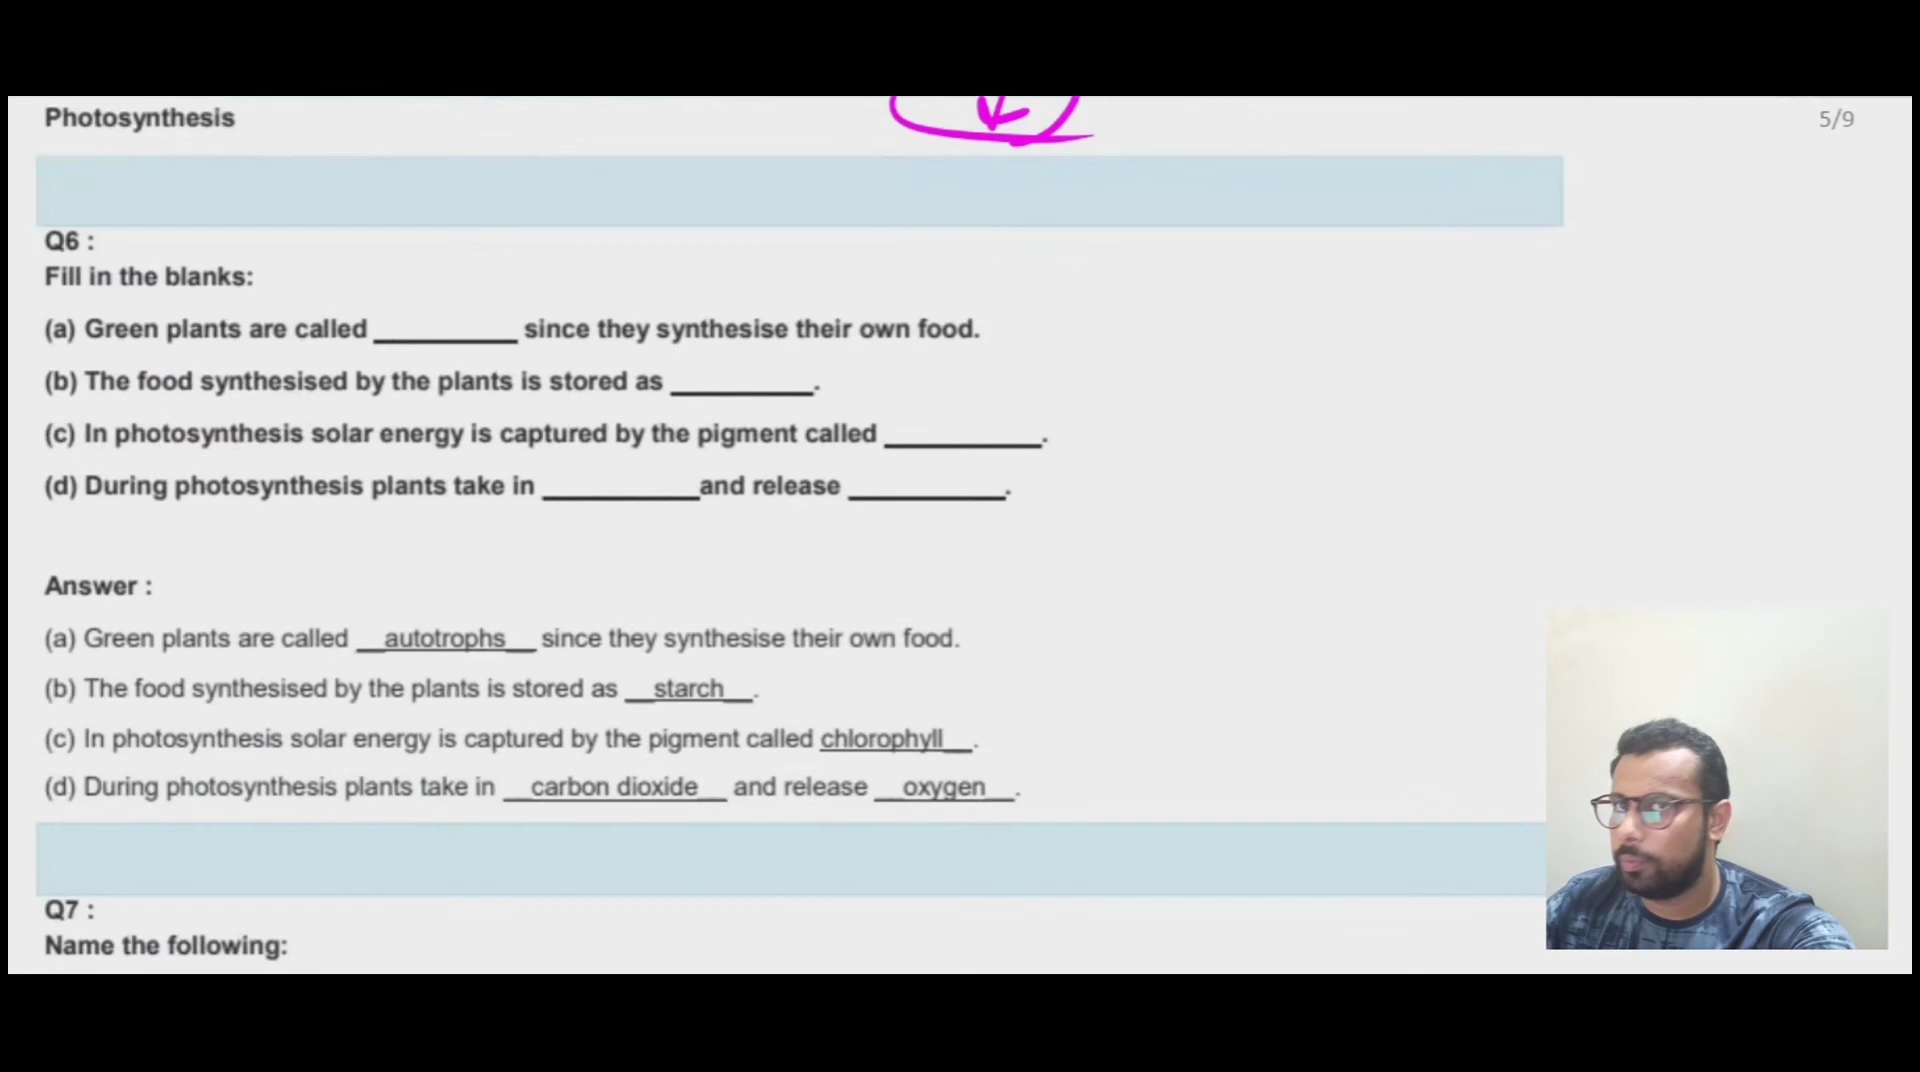 Photosynthesis
5/9
Q6 :
Fill in the blanks:
(a) Green plants are called __________ since they synthesise their own food.
(b) The food synthesised by the plants is stored as __________.
(c) In photosynthesis solar energy is captured by the pigment called ___________.
(d) During photosynthesis plants take in ___________and release ___________.
Answer :
(a) Green plants are called __autotrophs__ since they synthesise their own food.
(b) The food synthesised by the plants is stored as __starch__.
(c) In photosynthesis solar energy is captured by the pigment called chlorophyll__.
(d) During photosynthesis plants take in __carbon dioxide__ and release __oxygen__.
Q7 :
Name the following: